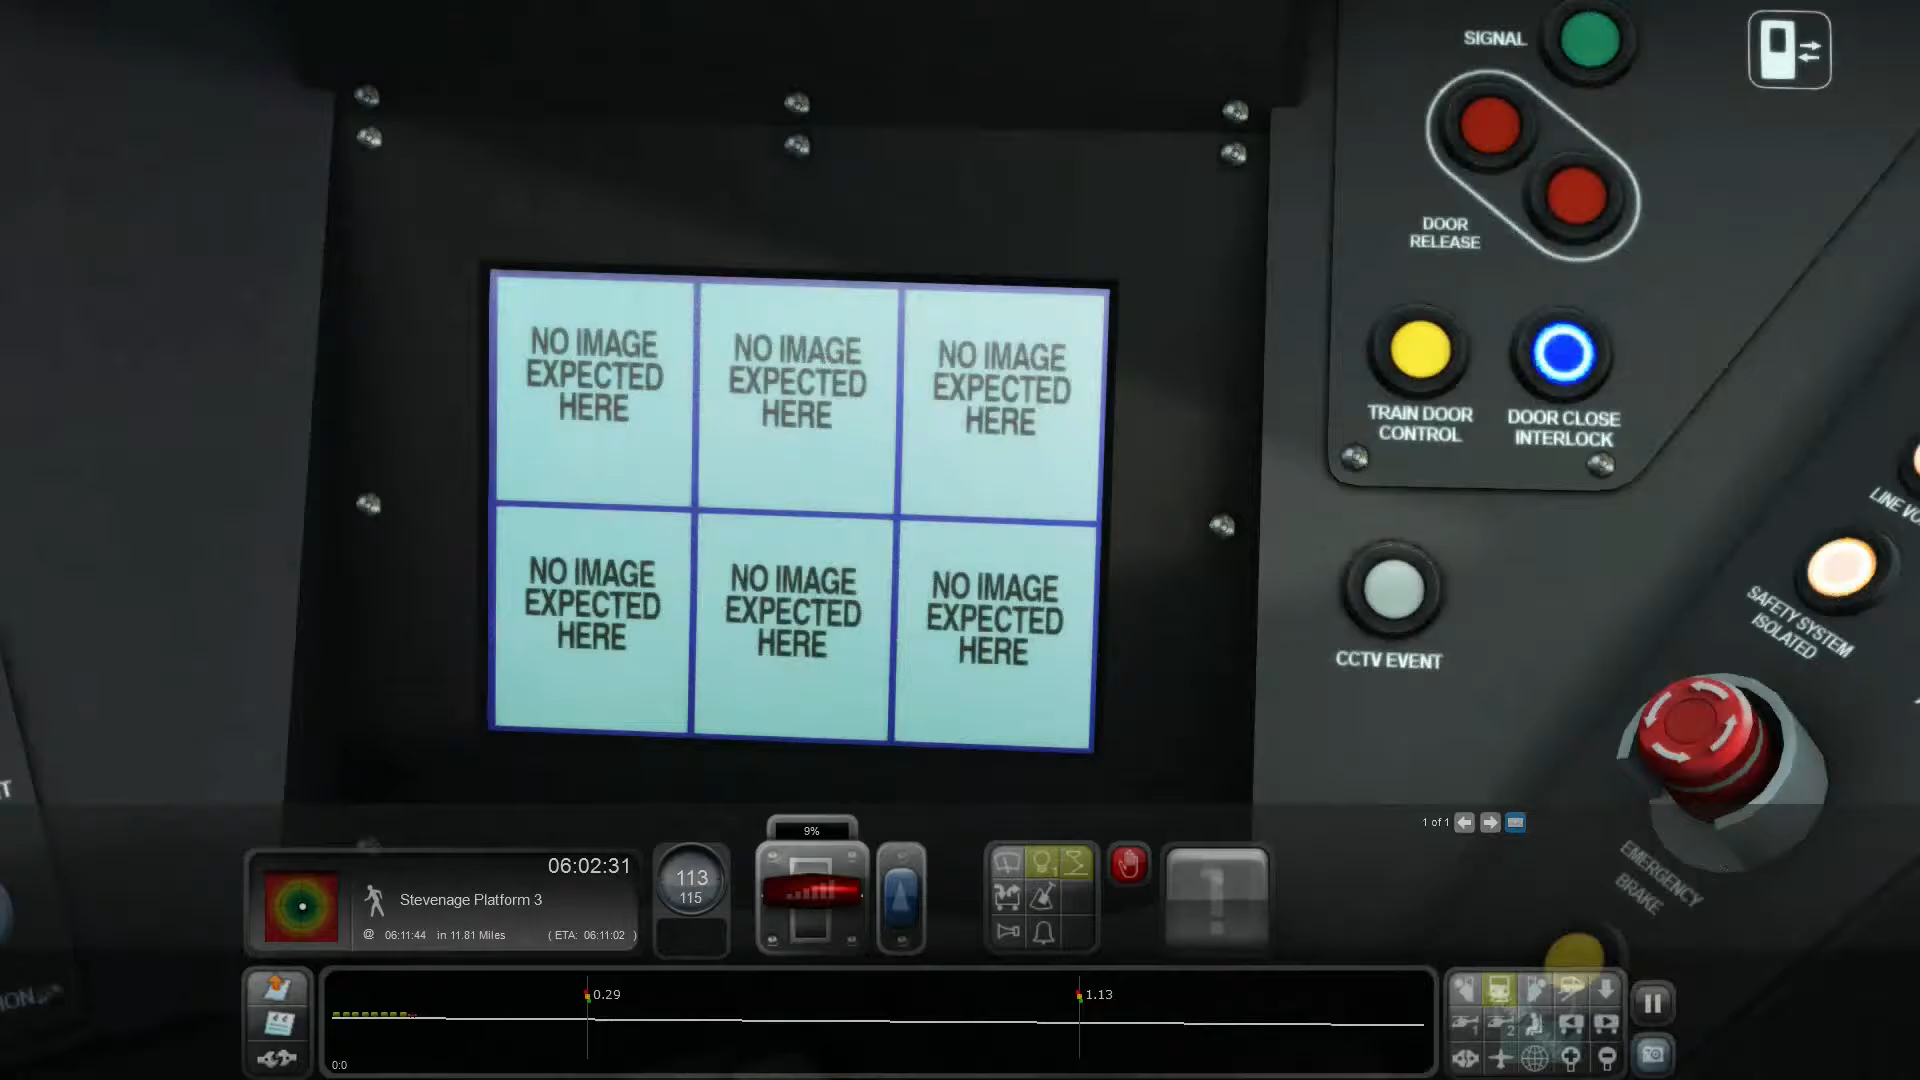 SIGNAL
DOOR
RELEASE
NO IMAGE
EXPECTED
HERE
NO IMAGE
EXPECTED
HERE
NO IMAGE
EXPECTED
HERE
TRAIN DOOR
CONTROL
DOOR CLOSE
INTERLOCK
NO IMAGE
EXPECTED
HERE
NO IMAGE
EXPECTED
HERE
NO IMAGE
EXPECTED
HERE
LINE
SAFETY SYSTEM
ISOLATED
CCTV EVENT
EMERGENCY
BRAKE
9%
1 of 1
06:02:31
Stevenage Platform 3
@ 06:11:44 in 11.81 Miles ( ETA: 06:11:02 )
113
115
0.29
1.13
0:0
1
2